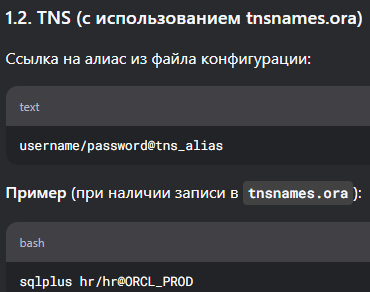 1.2. TNS (с использованием tnsnames.ora)
Ссылка на алиас из файла конфигурации:
text
username/password@tns_alias
Пример (при наличии записи в tnsnames.ora):
bash
sqlplus hr/hr@ORCL_PROD